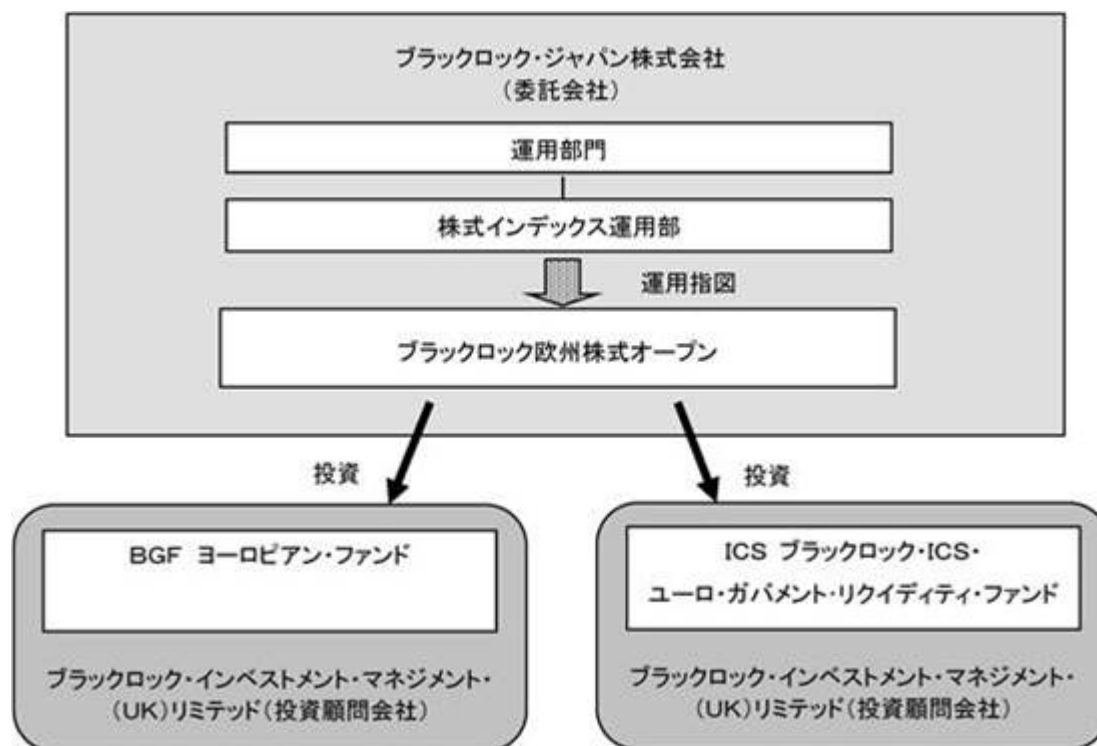 ブラックロック・ジャパン株式会社
(委託会社)
運用部門
株式インデックス運用部
運用指図
ブラックロック欧州株式オープン
投資
投資
BGF ヨーロピアン・ファンド
ブラックロック・インベストメント・マネジメント・
(UK)リミテッド(投資顧問会社)
ICS ブラックロック・ICS・
ユーロ・ガバメント・リクイディティ・ファンド
ブラックロック・インベストメント・マネジメント・
(UK)リミテッド(投資顧問会社)